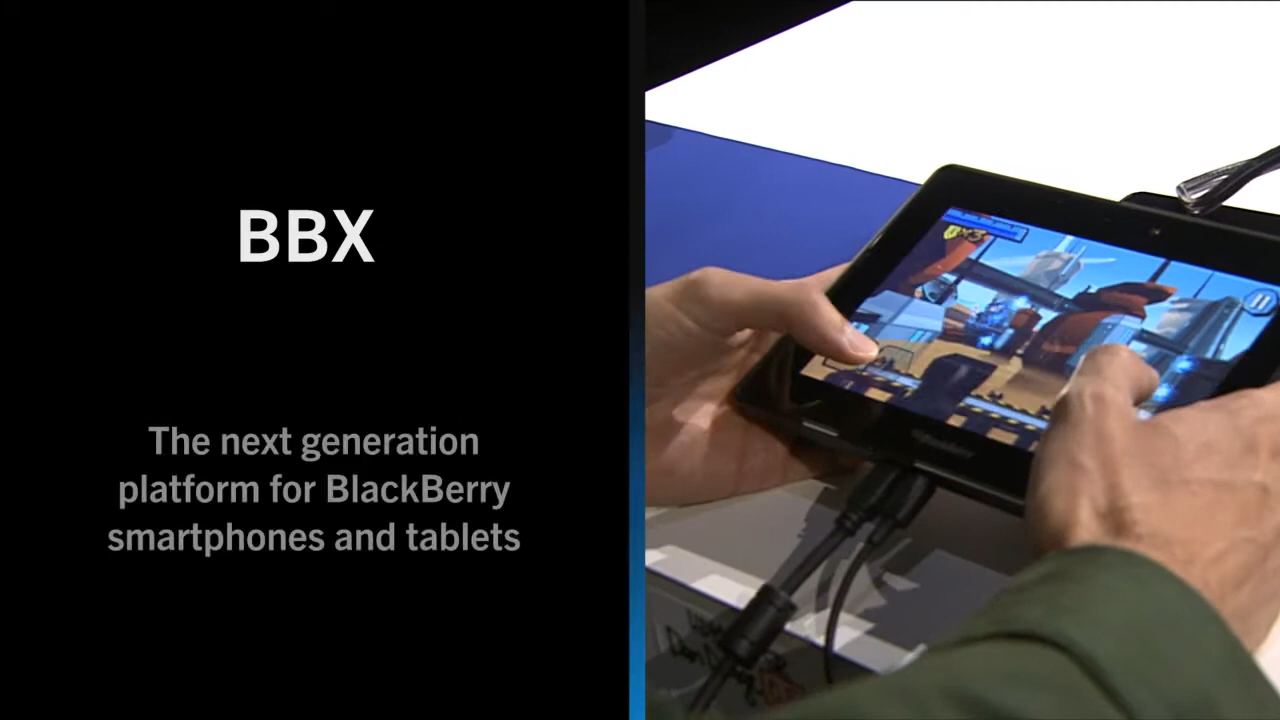 BBX
The next generation
platform for BlackBerry
smartphones and tablets